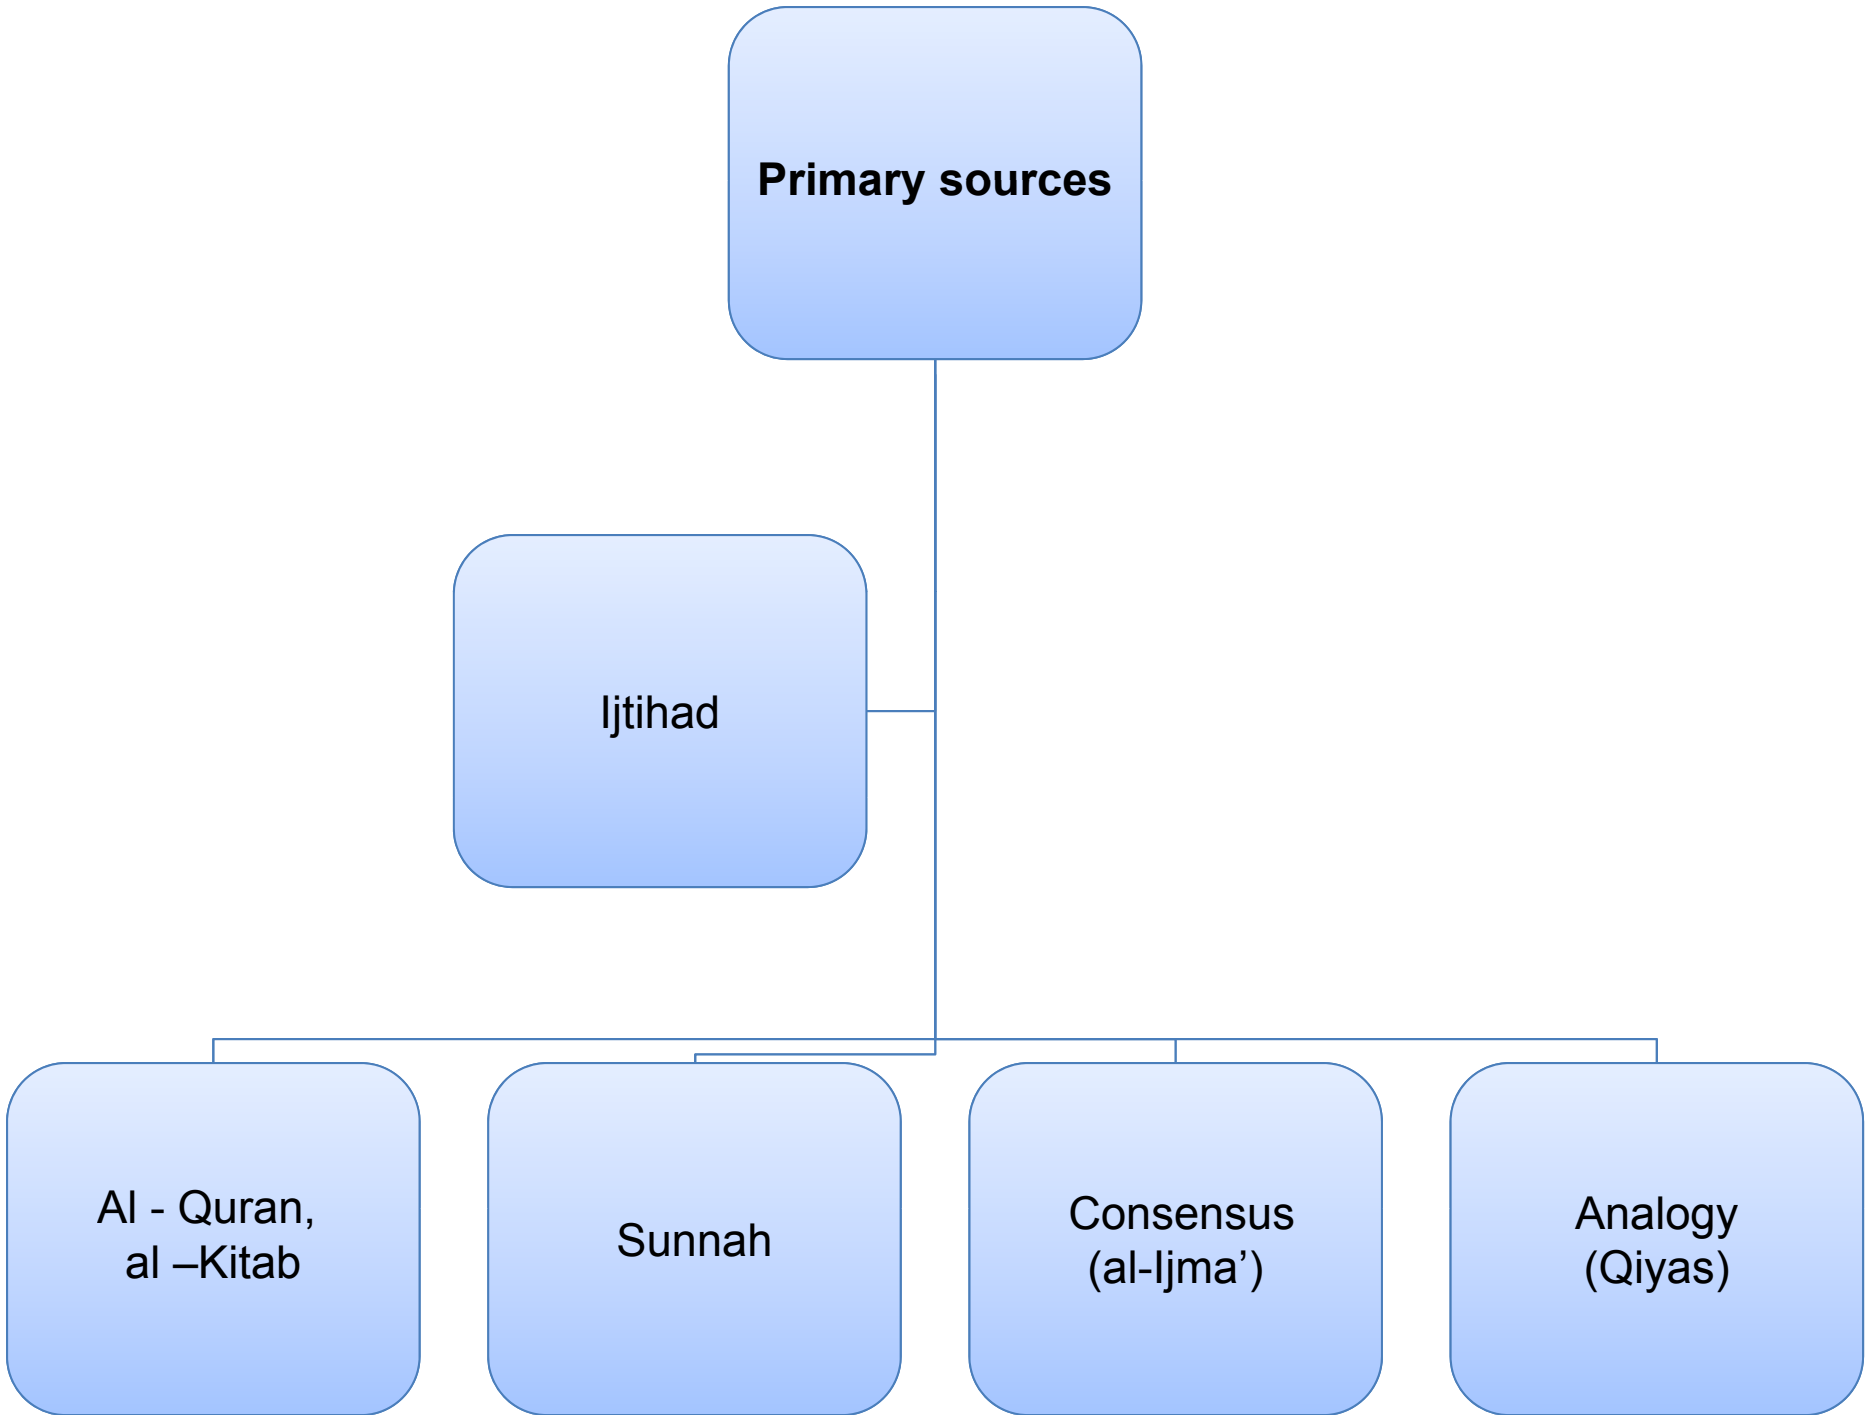 Primary sources
Ijtihad
Al - Quran,
al –Kitab
Sunnah
Consensus
(al-Ijma’)
Analogy
(Qiyas)